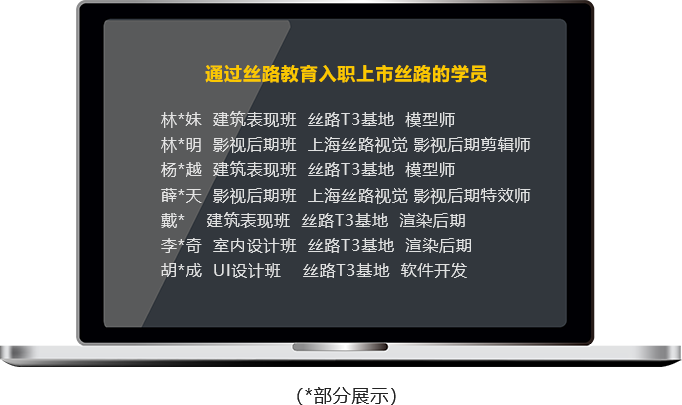 通过丝路教育入职上市丝路的学员
林*妹 建筑表现班 丝路T3基地 模型师
林*明 影视后期班 上海丝路视觉 影视后期剪辑师
杨*越 建筑表现班 丝路T3基地 模型师
薛*天 影视后期班 上海丝路视觉 影视后期特效师
戴* 建筑表现班 丝路T3基地 渲染后期
李*奇 室内设计班 丝路T3基地 渲染后期
胡*成 UI设计班 丝路T3基地 软件开发
(*部分展示)